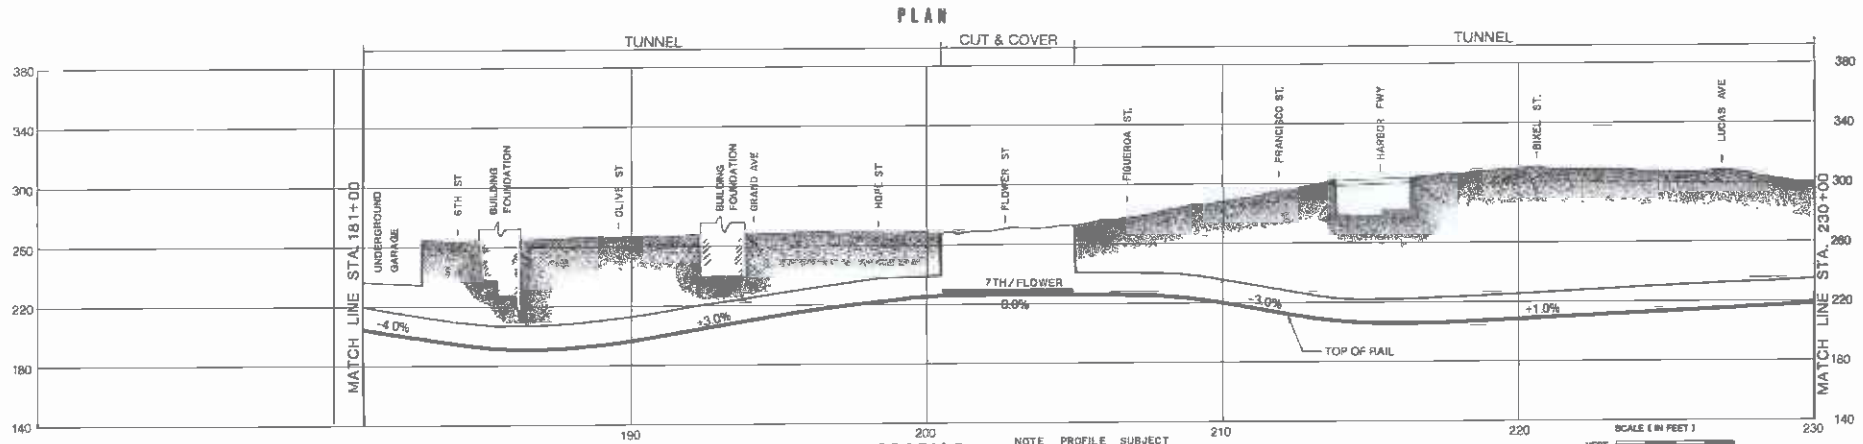 PLAN
TUNNEL
CUT & COVER
TUNNEL
380
340
300
260
220
180
140
MATCH LINE STA. 181+00
UNDERGROUND
GARAGE
6TH ST
BUILDING
FOUNDATION
OLIVE ST
BUILDING
FOUNDATION
GRAND AVE
HOPE ST
FLOWER ST
FIGUEROA ST.
FRANCISCO ST.
HARBOR FWY
BIXEL ST.
LUCAS AVE
MATCH LINE STA. 230+00
380
340
300
260
220
180
140
-4.0%
+3.0%
7TH/FLOWER
0.0%
-3.0%
+1.0%
TOP OF RAIL
190
200
210
220
230
NOTE PROFILE SUBJECT
SCALE ( IN FEET )